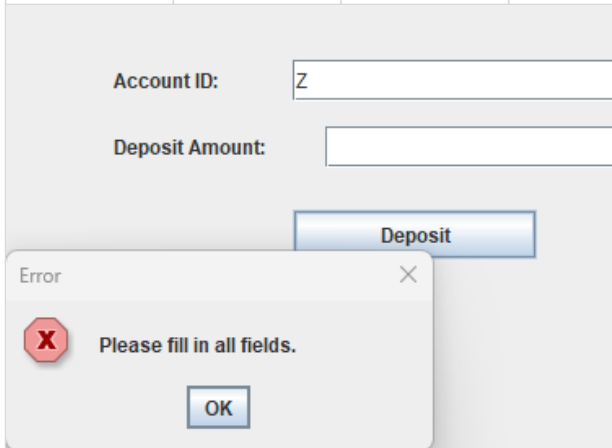 Account ID:
Z
Deposit Amount:
Deposit
Error
Please fill in all fields.
OK